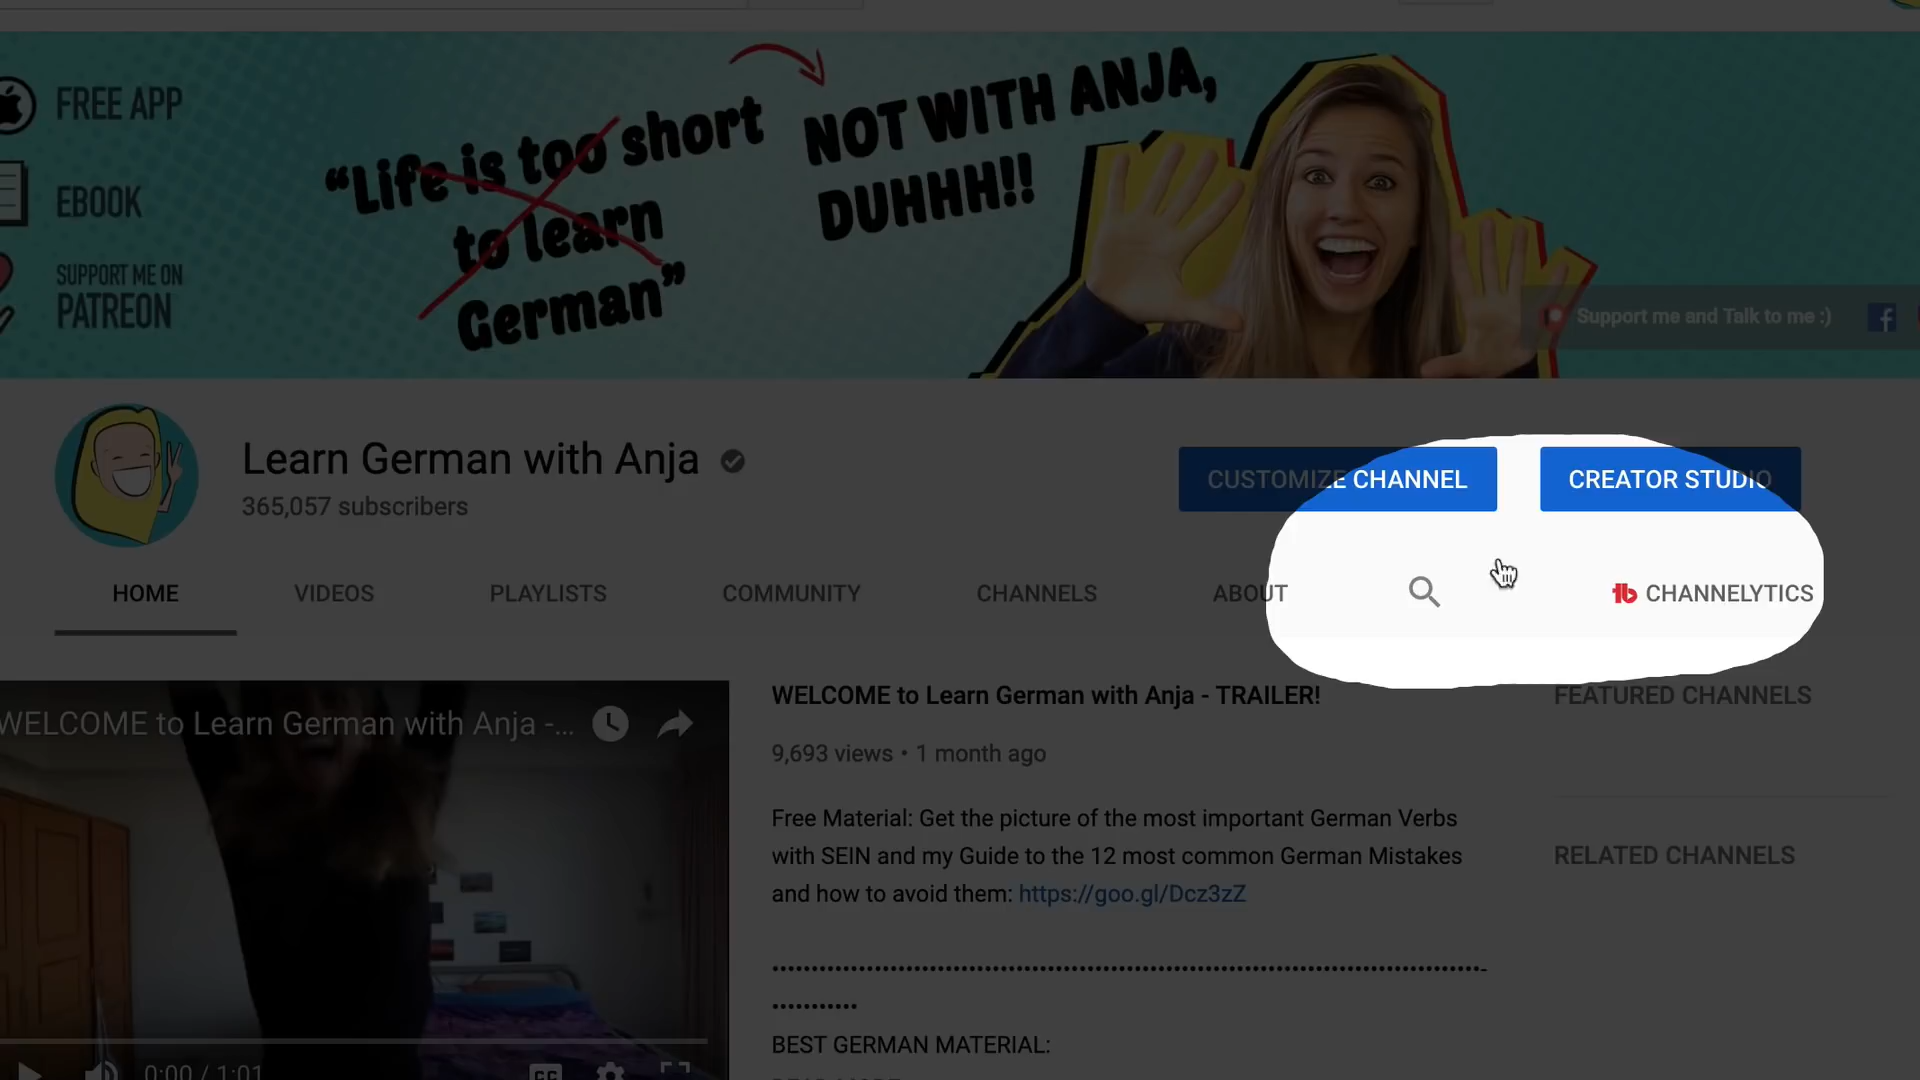 FREE APP
EBOOK
SUPPORT ME ON
PATREON
“Life is too short
to learn
German”
NOT WITH ANJA,
DUHHH!!
Support me and Talk to me :)
Learn German with Anja
365,057 subscribers
CUSTOMIZE CHANNEL
CREATOR STUDIO
HOME
VIDEOS
PLAYLISTS
COMMUNITY
CHANNELS
ABOUT
tb CHANNELYTICS
WELCOME to Learn German with Anja -...
0:00 / 1:01
CC
WELCOME to Learn German with Anja - TRAILER!
9,693 views • 1 month ago
Free Material: Get the picture of the most important German Verbs
with SEIN and my Guide to the 12 most common German Mistakes
and how to avoid them: https://goo.gl/Dcz3zZ
BEST GERMAN MATERIAL:
FEATURED CHANNELS
RELATED CHANNELS